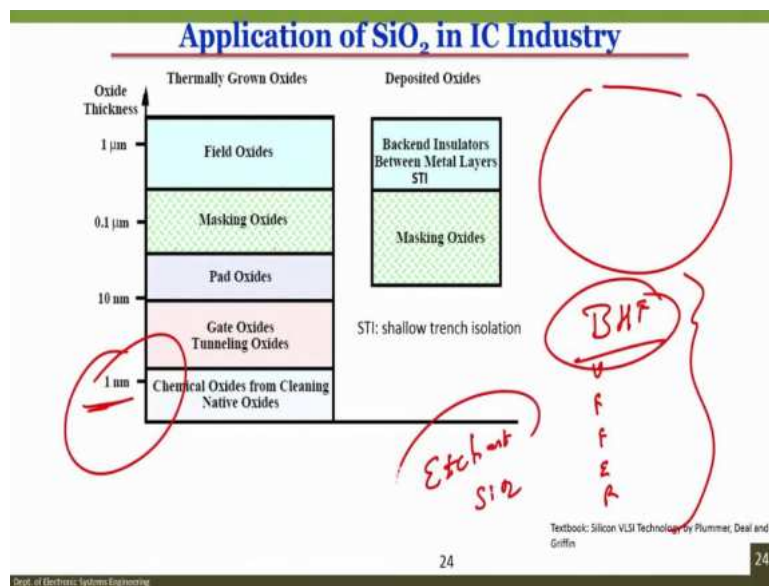 Application of SiO2 in IC Industry
Oxide
Thickness
Thermally Grown Oxides
Deposited Oxides
1 μm
Field Oxides
Backend Insulators
Between Metal Layers
STI
0.1 μm
Masking Oxides
Masking Oxides
Pad Oxides
10 nm
Gate Oxides
Tunneling Oxides
STI: shallow trench isolation
BHF
U
F
F
E
R
1 nm
Chemical Oxides from Cleaning
Native Oxides
Etchant
SiO2
Textbook: Silicon VLSI Technology by Plummer, Deal and
Griffin
24
24
Dept. of Electronic Systems Engineering